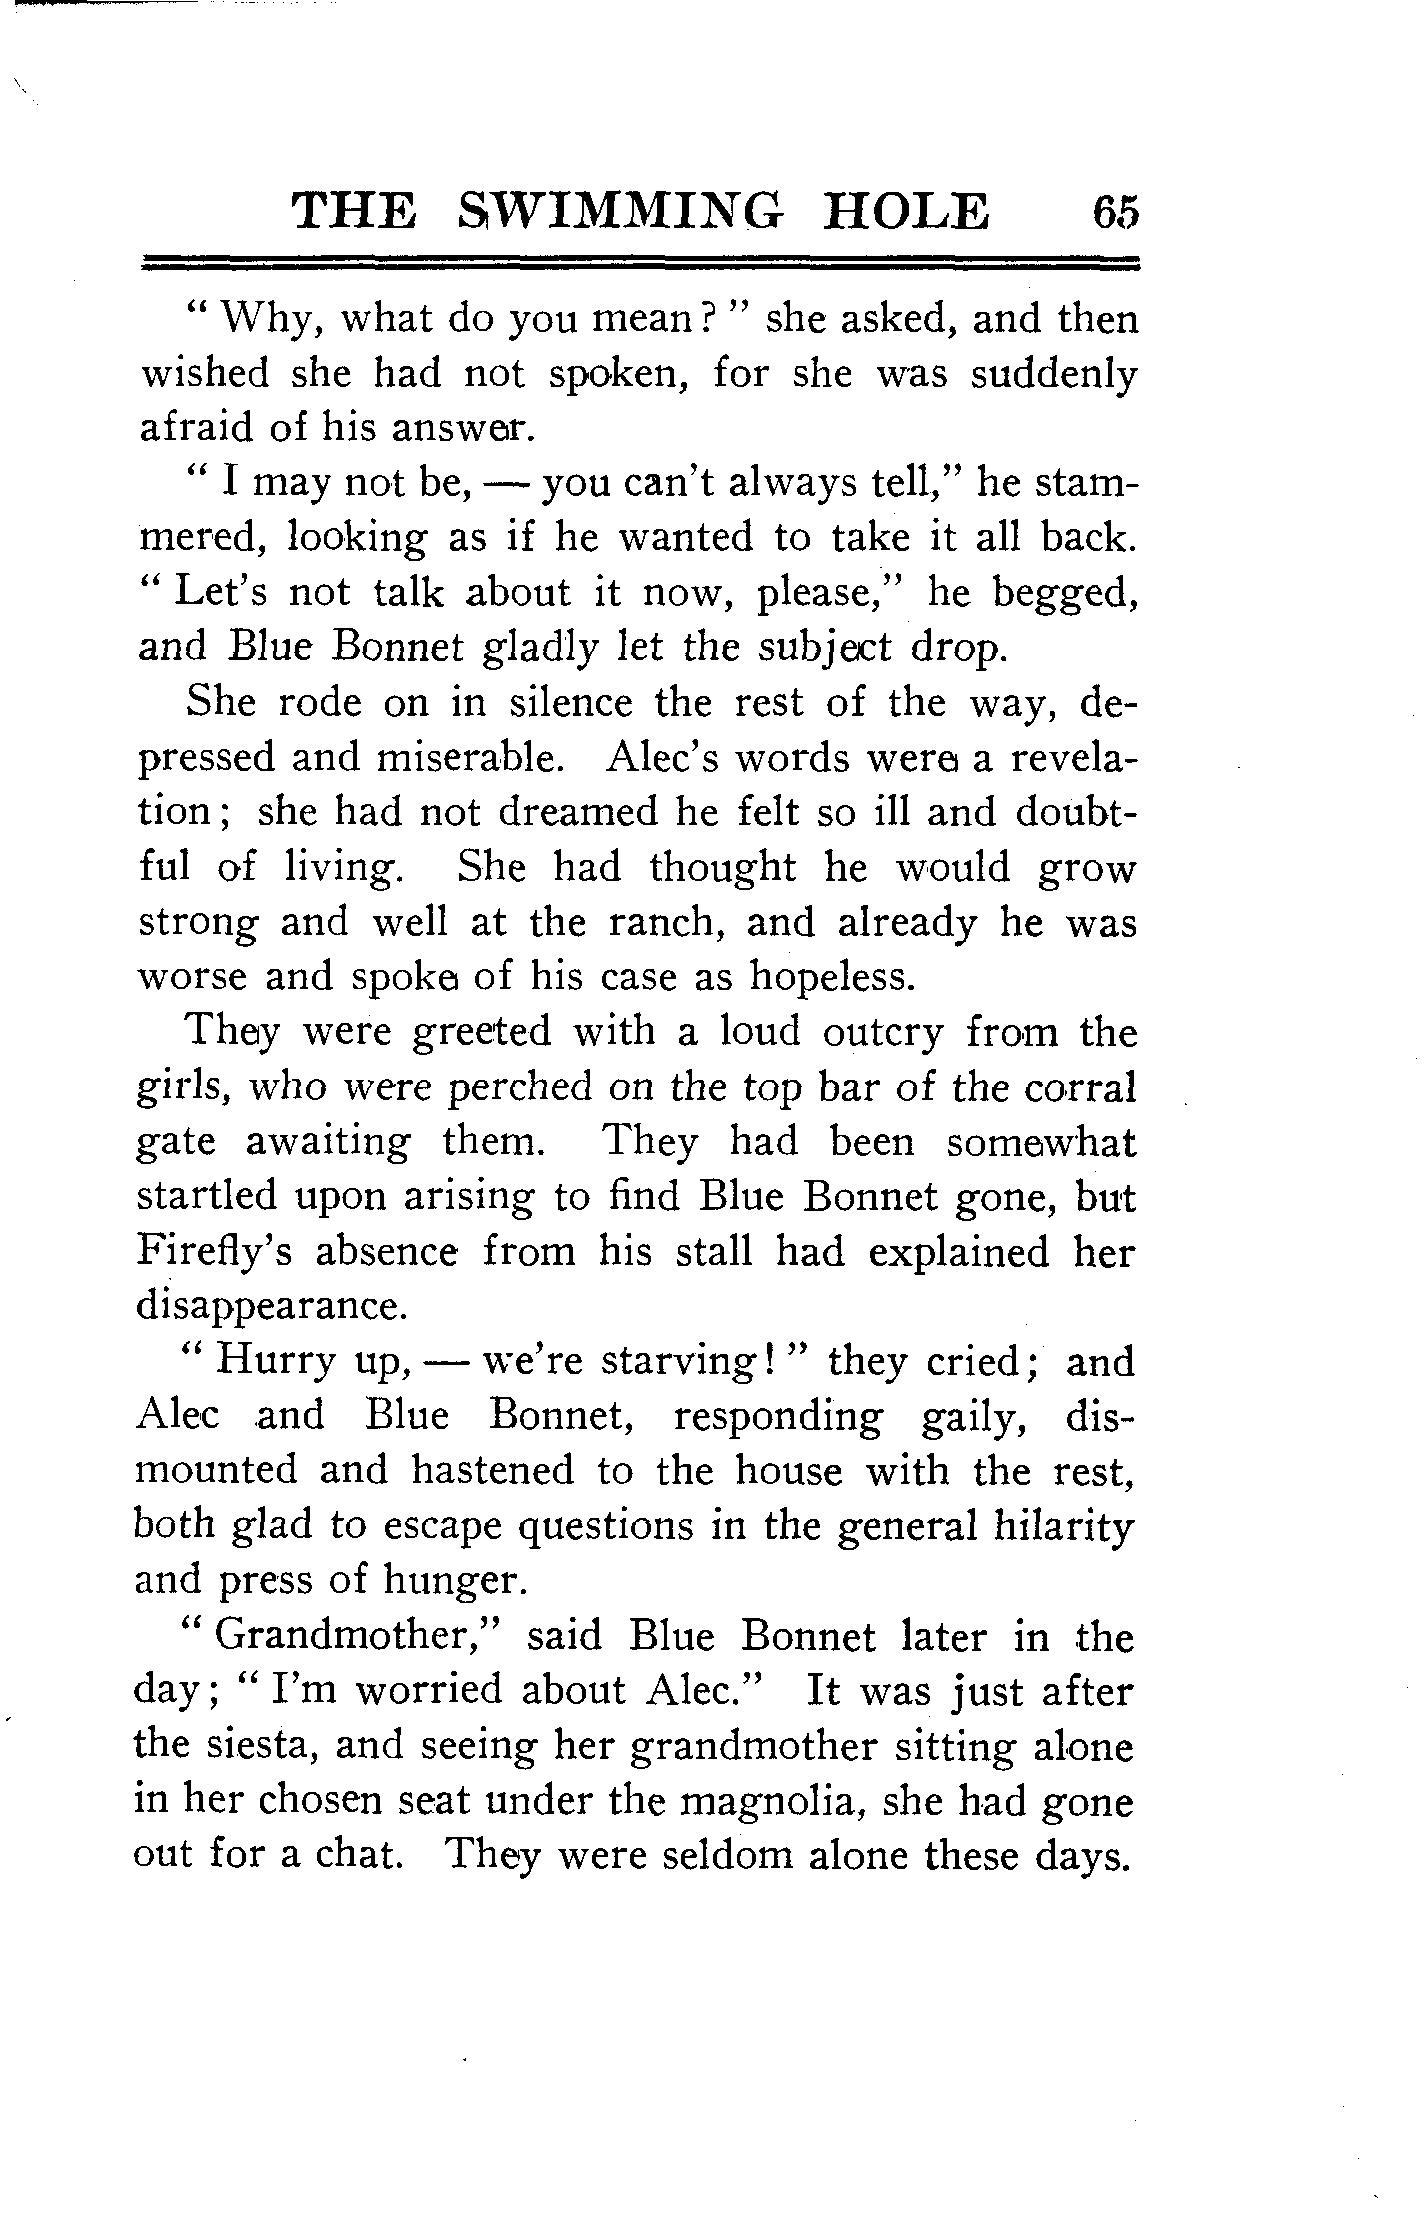 THE SWIMMING HOLE 65
" Why, what do you mean? " she asked, and then
wished she had not spoken, for she was suddenly
afraid of his answer.
" I may not be, — you can't always tell," he stam-
mered, looking as if he wanted to take it all back.
" Let's not talk about it now, please," he begged,
and Blue Bonnet gladly let the subject drop.
She rode on in silence the rest of the way, de-
pressed and miserable. Alec's words were a revela-
tion; she had not dreamed he felt so ill and doubt-
ful of living. She had thought he would grow
strong and well at the ranch, and already he was
worse and spoke of his case as hopeless.
They were greeted with a loud outcry from the
girls, who were perched on the top bar of the corral
gate awaiting them. They had been somewhat
startled upon arising to find Blue Bonnet gone, but
Firefly's absence from his stall had explained her
disappearance.
" Hurry up, — we're starving! " they cried; and
Alec and Blue Bonnet, responding gaily, dis-
mounted and hastened to the house with the rest,
both glad to escape questions in the general hilarity
and press of hunger.
" Grandmother," said Blue Bonnet later in the
day; " I'm worried about Alec." It was just after
the siesta, and seeing her grandmother sitting alone
in her chosen seat under the magnolia, she had gone
out for a chat. They were seldom alone these days.